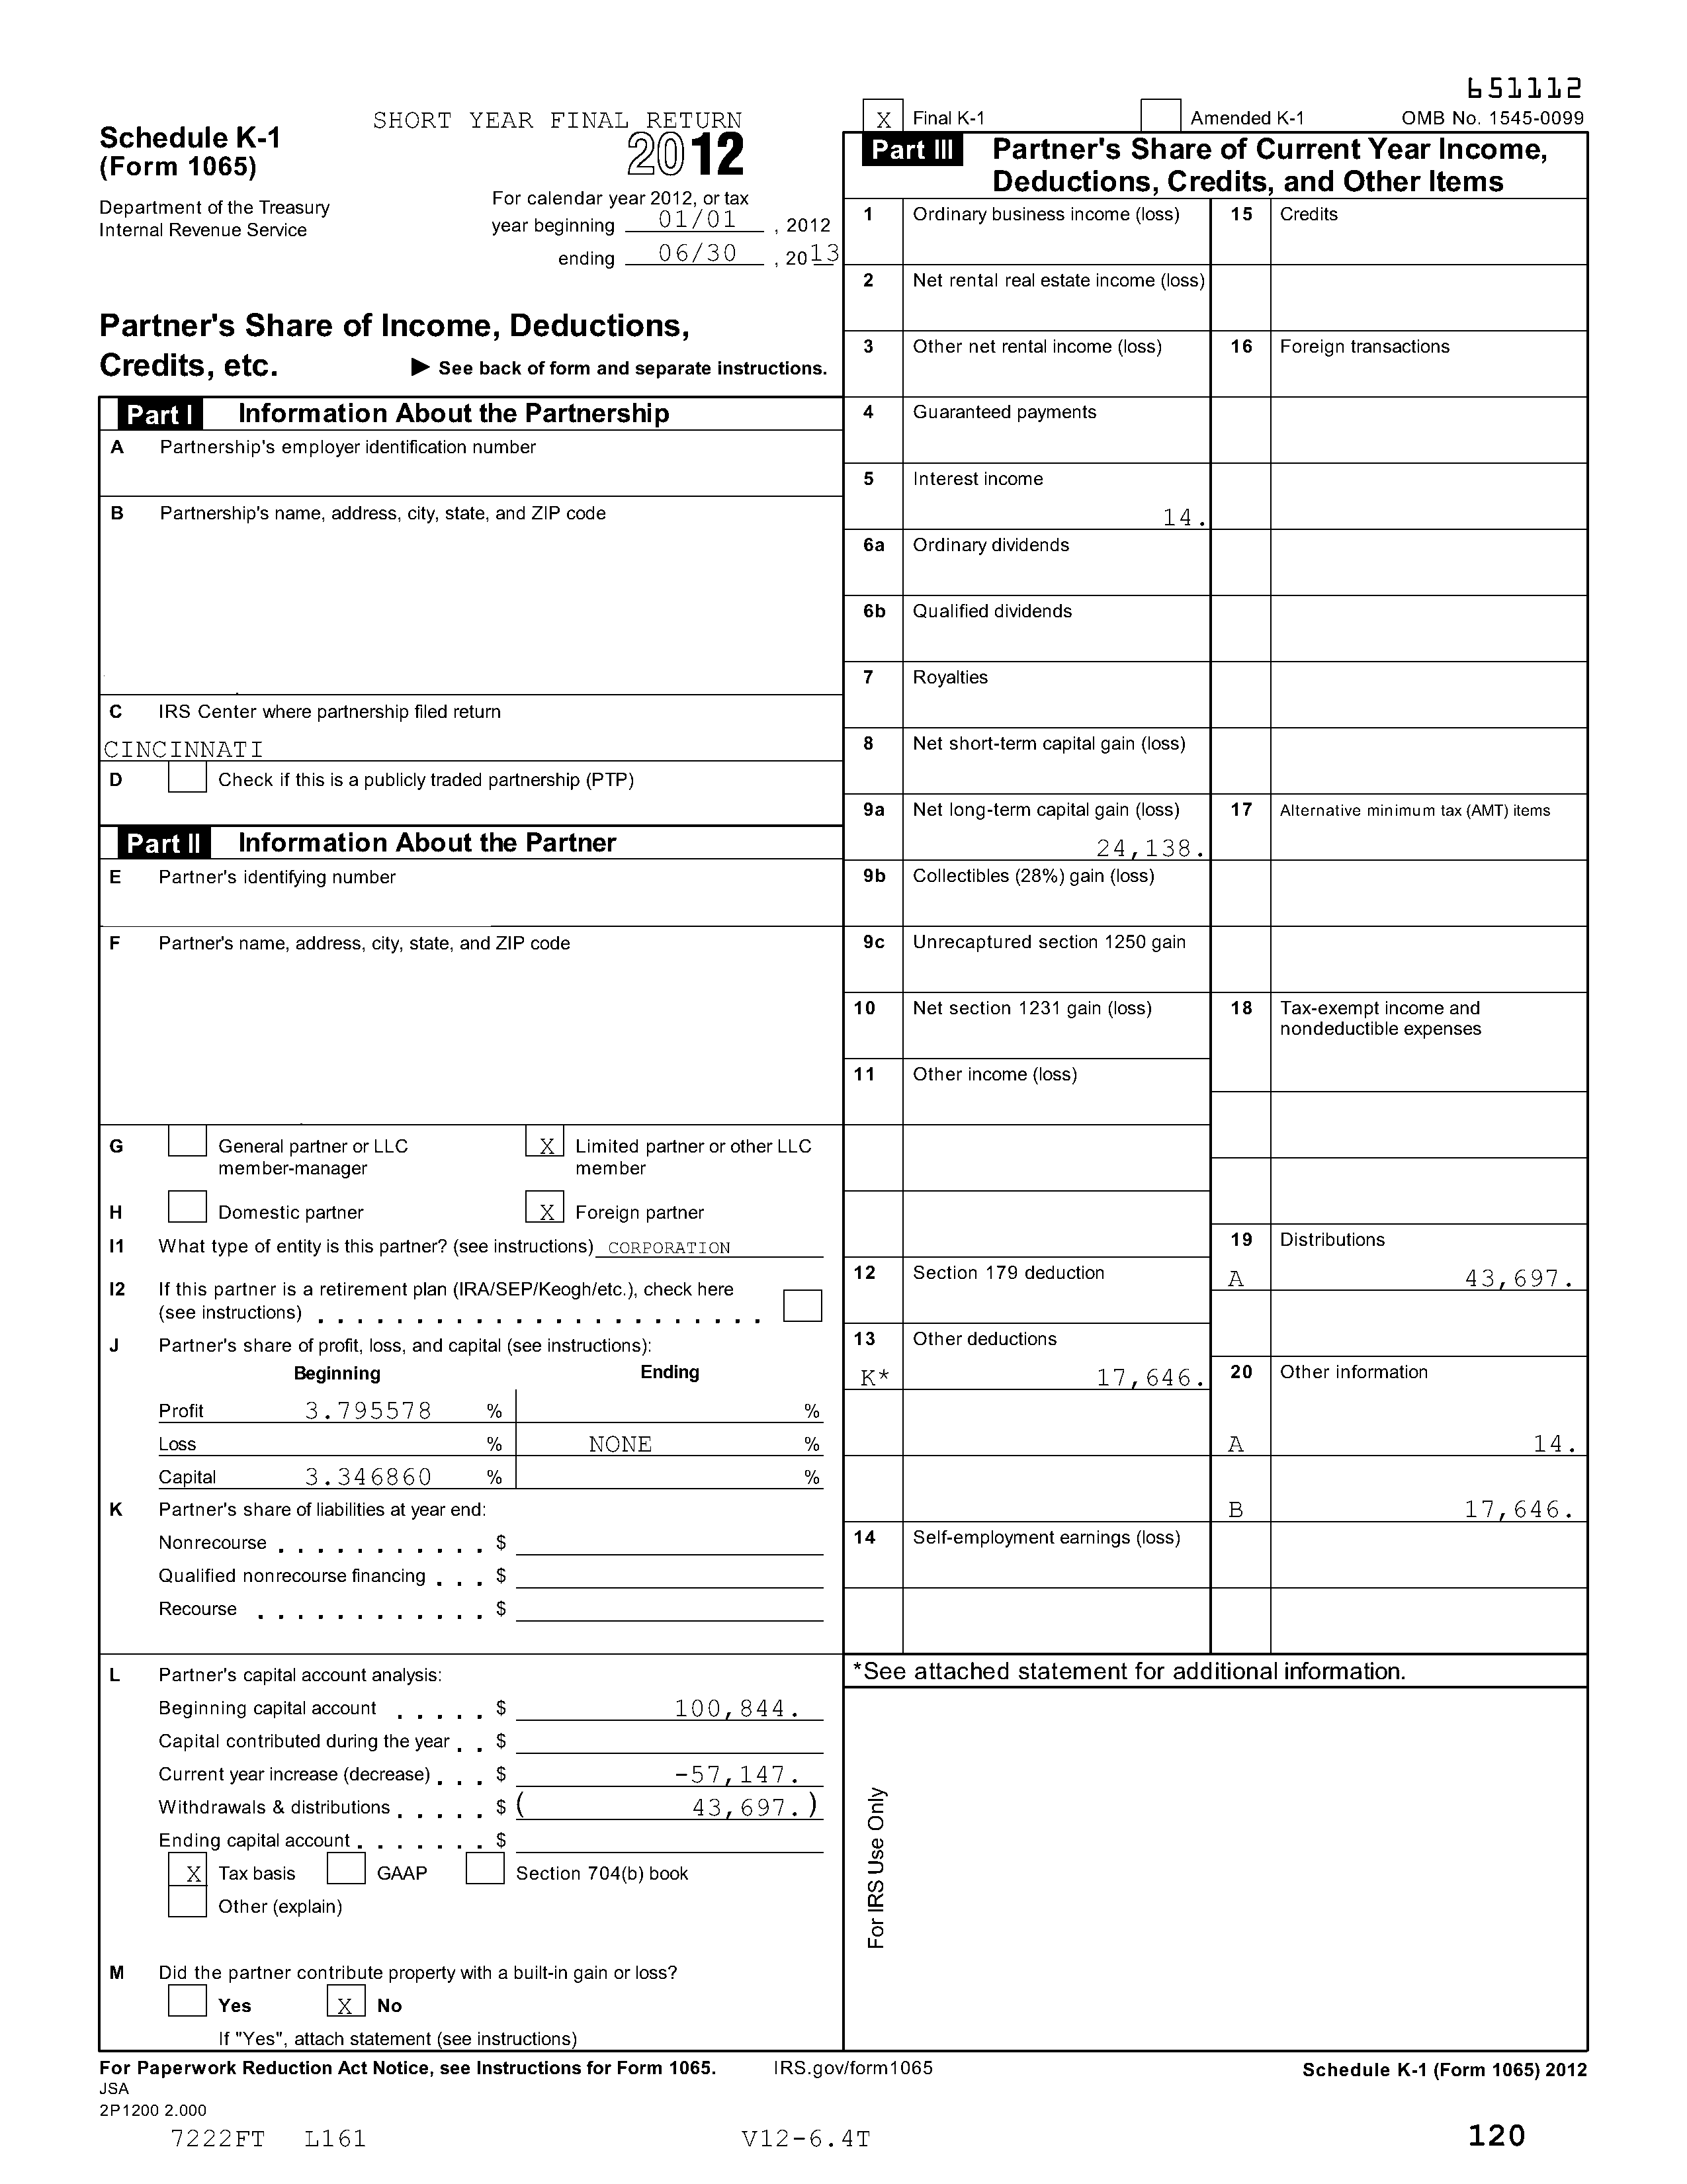 651112
SHORT YEAR FINAL RETURN
Schedule K-1
(Form 1065)
2012
Department of the Treasury
Internal Revenue Service
For calendar year 2012, or tax
year beginning 01/01 , 2012
ending 06/30 , 2013
Partner's Share of Income, Deductions,
Credits, etc. ▶ See back of form and separate instructions.
Part I Information About the Partnership
A Partnership's employer identification number
B Partnership's name, address, city, state, and ZIP code
C IRS Center where partnership filed return
CINCINNATI
D Check if this is a publicly traded partnership (PTP)
Part II Information About the Partner
E Partner's identifying number
F Partner's name, address, city, state, and ZIP code
G General partner or LLC
member-manager
X Limited partner or other LLC
member
H Domestic partner X Foreign partner
I1 What type of entity is this partner? (see instructions) CORPORATION
I2 If this partner is a retirement plan (IRA/SEP/Keogh/etc.), check here
(see instructions) . . . . . . . . . . . . . . . . . . . . . .
J Partner's share of profit, loss, and capital (see instructions):
Beginning Ending
Profit 3.795578 % %
Loss % NONE %
Capital 3.346860 % %
K Partner's share of liabilities at year end:
Nonrecourse . . . . . . . . . . . $
Qualified nonrecourse financing . . . $
Recourse . . . . . . . . . . . . $
L Partner's capital account analysis:
Beginning capital account . . . . . $ 100,844.
Capital contributed during the year . . $
Current year increase (decrease) . . . $ -57,147.
Withdrawals & distributions . . . . . $ ( 43,697. )
Ending capital account . . . . . . . $
X Tax basis GAAP Section 704(b) book
Other (explain)
M Did the partner contribute property with a built-in gain or loss?
Yes X No
If "Yes", attach statement (see instructions)
X Final K-1 Amended K-1 OMB No. 1545-0099
Part III Partner's Share of Current Year Income,
Deductions, Credits, and Other Items
1 Ordinary business income (loss)
2 Net rental real estate income (loss)
3 Other net rental income (loss)
4 Guaranteed payments
5 Interest income
14.
6a Ordinary dividends
6b Qualified dividends
7 Royalties
8 Net short-term capital gain (loss)
9a Net long-term capital gain (loss)
24,138.
9b Collectibles (28%) gain (loss)
9c Unrecaptured section 1250 gain
10 Net section 1231 gain (loss)
11 Other income (loss)
12 Section 179 deduction
13 Other deductions
K* 17,646.
14 Self-employment earnings (loss)
15 Credits
16 Foreign transactions
17 Alternative minimum tax (AMT) items
18 Tax-exempt income and
nondeductible expenses
19 Distributions
A 43,697.
20 Other information
A 14.
B 17,646.
*See attached statement for additional information.
For IRS Use Only
For Paperwork Reduction Act Notice, see Instructions for Form 1065. IRS.gov/form1065 Schedule K-1 (Form 1065) 2012
JSA
2P1200 2.000
7222FT L161 V12-6.4T 120